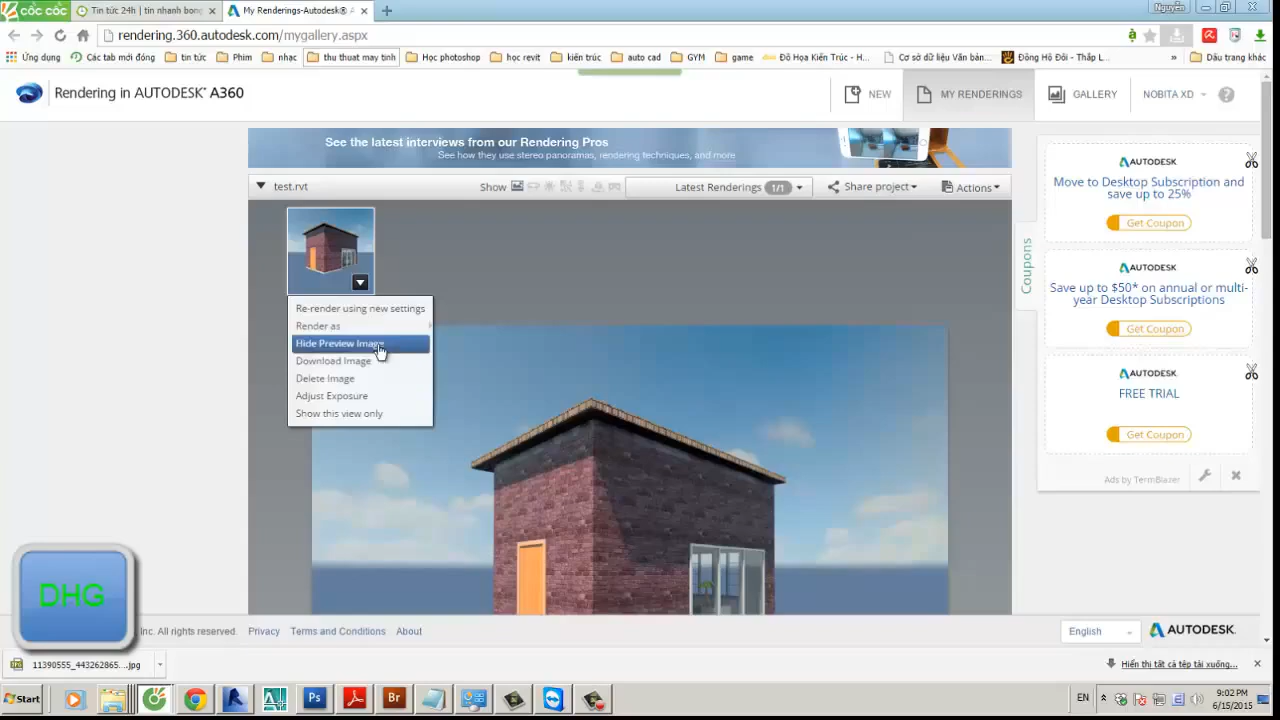 cốc cốc
Tin tức 24h | tin nhanh bong
My Renderings-Autodesk® A
Nguyễn
rendering.360.autodesk.com/mygallery.aspx
Ứng dụng
Các tab mới đóng
tin tức
Phim
nhạc
thu thuat may tinh
Học photoshop
học revit
kiến trúc
auto cad
GYM
game
Đồ Họa Kiến Trúc - H...
Cơ sở dữ liệu Văn bản...
Đông Hồ Đôi - Thắp L...
»
Dấu trang khác
Rendering in AUTODESK® A360
NEW
MY RENDERINGS
GALLERY
NOBITA XD
?
See the latest interviews from our Rendering Pros
See how they use stereo panoramas, rendering techniques, and more
test.rvt
Show
Latest Renderings 1/1
Share project
Actions
Re-render using new settings
Render as
Hide Preview Image
Download Image
Delete Image
Adjust Exposure
Show this view only
Coupons
AUTODESK.
Move to Desktop Subscription and
save up to 25%
Get Coupon
AUTODESK.
Save up to $50* on annual or multi-
year Desktop Subscriptions
Get Coupon
AUTODESK.
FREE TRIAL
Get Coupon
Ads by TermBlazer
DHG
Inc. All rights reserved.
Privacy
Terms and Conditions
About
English
AUTODESK.
11390555_443262865....jpg
Hiển thị tất cả tệp tải xuống...
Start
Ps
Br
EN
9:02 PM
6/15/2015